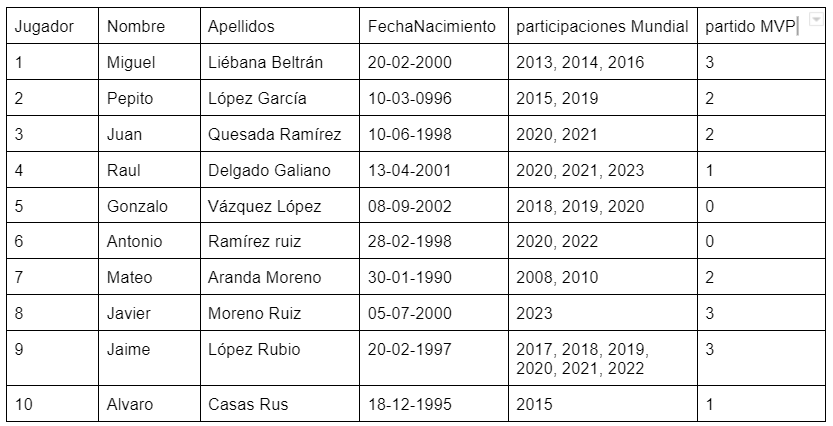 Jugador Nombre Apellidos FechaNacimiento participaciones Mundial partido MVP
1 Miguel Liébana Beltrán 20-02-2000 2013, 2014, 2016 3
2 Pepito López García 10-03-0996 2015, 2019 2
3 Juan Quesada Ramírez 10-06-1998 2020, 2021 2
4 Raul Delgado Galiano 13-04-2001 2020, 2021, 2023 1
5 Gonzalo Vázquez López 08-09-2002 2018, 2019, 2020 0
6 Antonio Ramírez ruiz 28-02-1998 2020, 2022 0
7 Mateo Aranda Moreno 30-01-1990 2008, 2010 2
8 Javier Moreno Ruiz 05-07-2000 2023 3
9 Jaime López Rubio 20-02-1997 2017, 2018, 2019, 3
2020, 2021, 2022
10 Alvaro Casas Rus 18-12-1995 2015 1